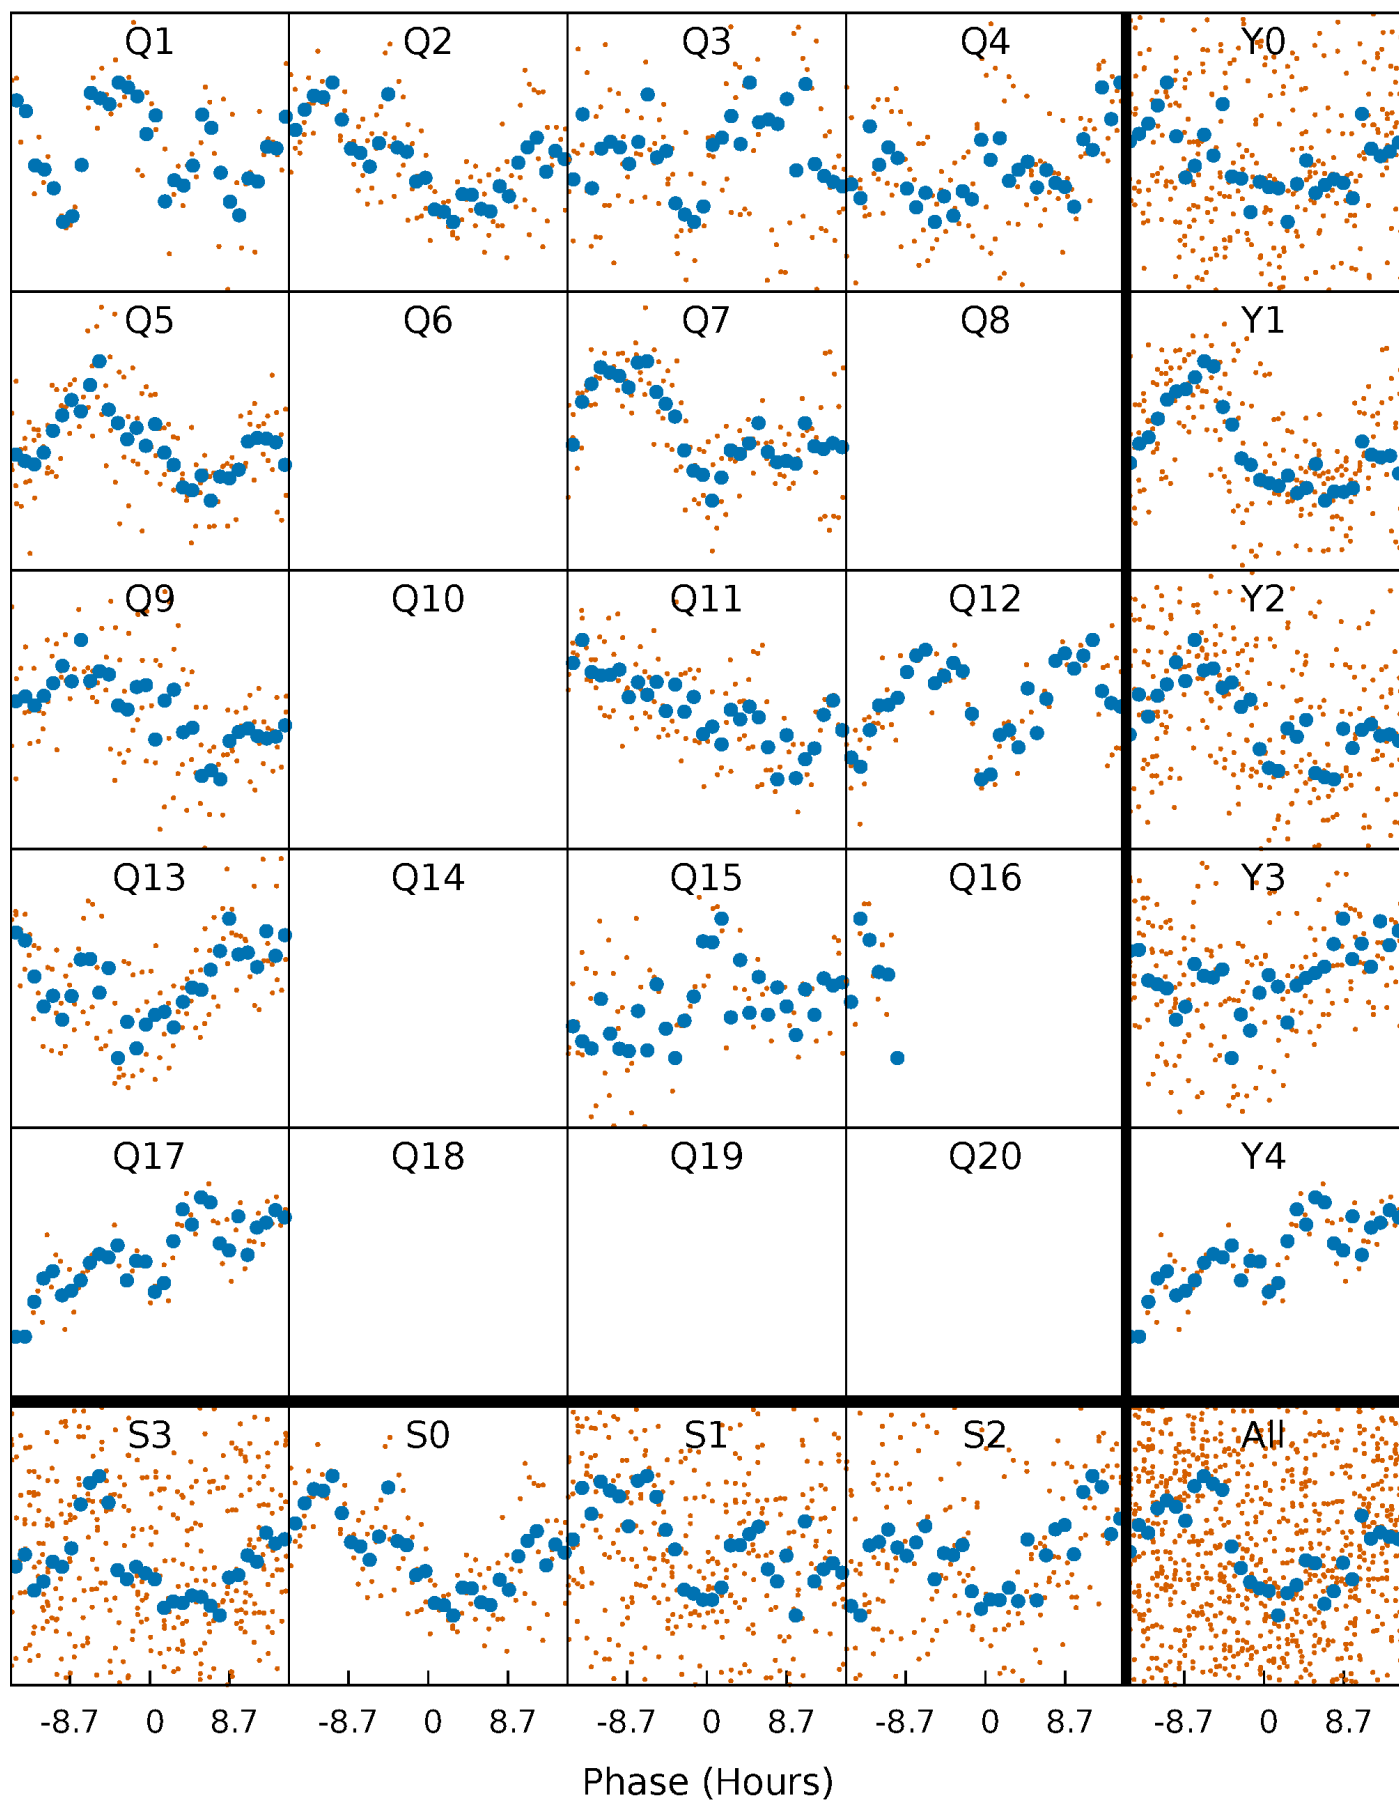 Q1 Q2 Q3 Q4 Y0
Q5 Q6 Q7 Q8 Y1
Q9 Q10 Q11 Q12 Y2
Q13 Q14 Q15 Q16 Y3
Q17 Q18 Q19 Q20 Y4
S3 S0 S1 S2 All
-8.7 0 8.7 -8.7 0 8.7 -8.7 0 8.7 -8.7 0 8.7 -8.7 0 8.7
Phase (Hours)